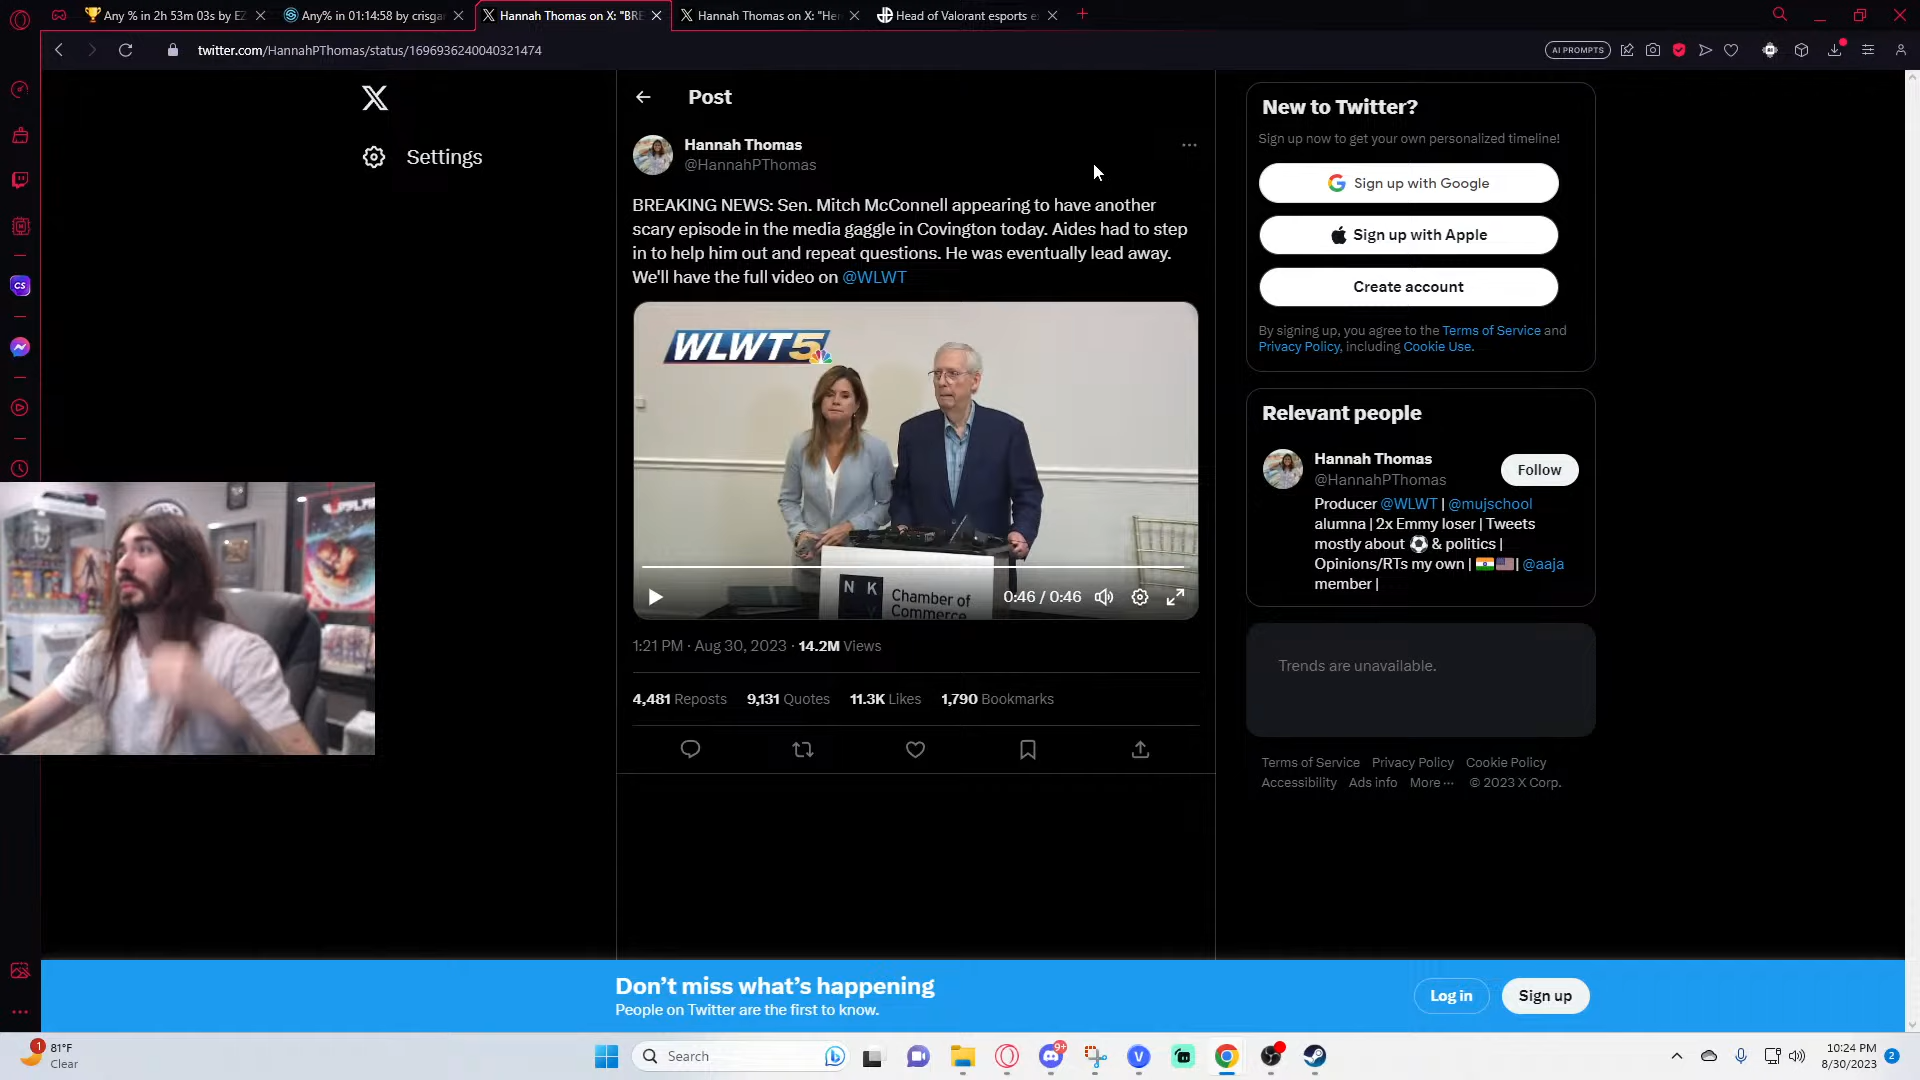 Any % in 2h 53m 03s by EZ
Any% in 01:14:58 by crisgar
Hannah Thomas on X: "BRE
Hannah Thomas on X: "Her
Head of Valorant esports e
twitter.com/HannahPThomas/status/1696936240040321474
AI PROMPTS
X
Settings
Post
Hannah Thomas
@HannahPThomas
BREAKING NEWS: Sen. Mitch McConnell appearing to have another
scary episode in the media gaggle in Covington today. Aides had to step
in to help him out and repeat questions. He was eventually lead away.
We'll have the full video on @WLWT
WLWT5
N K
Chamber of
Commerce
0:46 / 0:46
1:21 PM · Aug 30, 2023 · 14.2M Views
4,481 Reposts 9,131 Quotes 11.3K Likes 1,790 Bookmarks
New to Twitter?
Sign up now to get your own personalized timeline!
Sign up with Google
Sign up with Apple
Create account
By signing up, you agree to the Terms of Service and
Privacy Policy, including Cookie Use.
Relevant people
Hannah Thomas
@HannahPThomas
Follow
Producer @WLWT | @mujschool
alumna | 2x Emmy loser | Tweets
mostly about ⚽ & politics |
Opinions/RTs my own | 🇮🇳🇺🇸| @aaja
member |
Trends are unavailable.
Terms of Service Privacy Policy Cookie Policy
Accessibility Ads info More ··· © 2023 X Corp.
CS
Don’t miss what’s happening
People on Twitter are the first to know.
Log in
Sign up
1
81°F
Clear
Search
9+
10:24 PM
8/30/2023
2